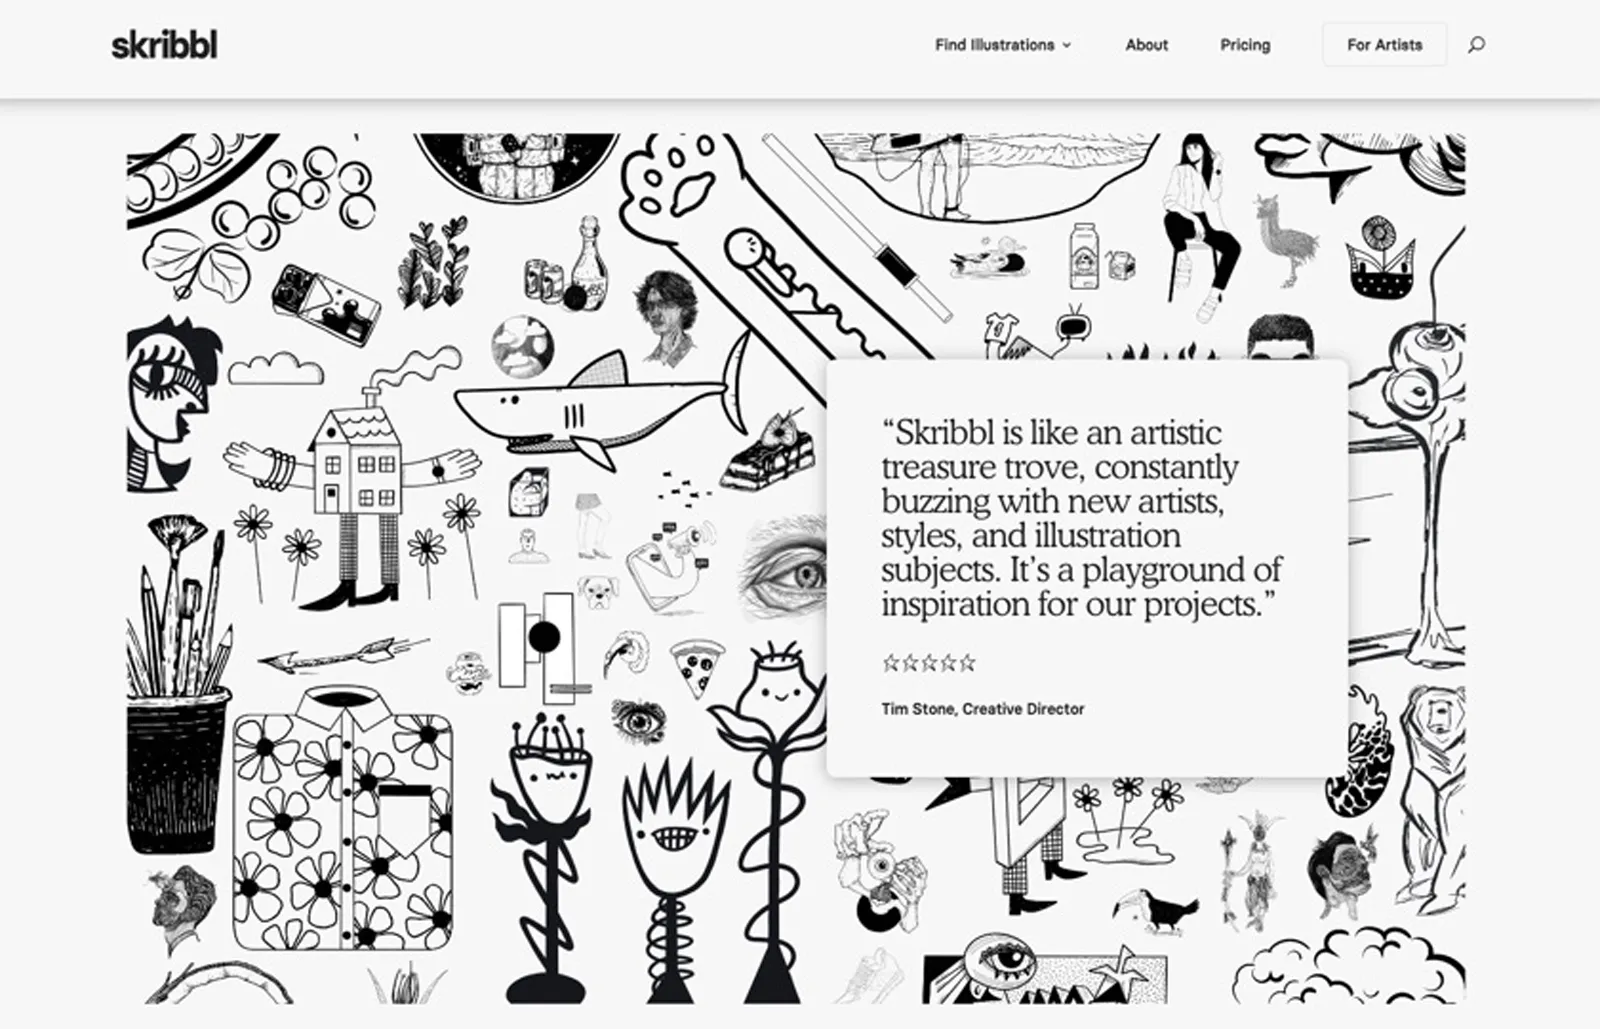 skribbl
Find Illustrations
About
Pricing
For Artists
“Skribbl is like an artistic
treasure trove, constantly
buzzing with new artists,
styles, and illustration
subjects. It’s a playground of
inspiration for our projects.”
Tim Stone, Creative Director